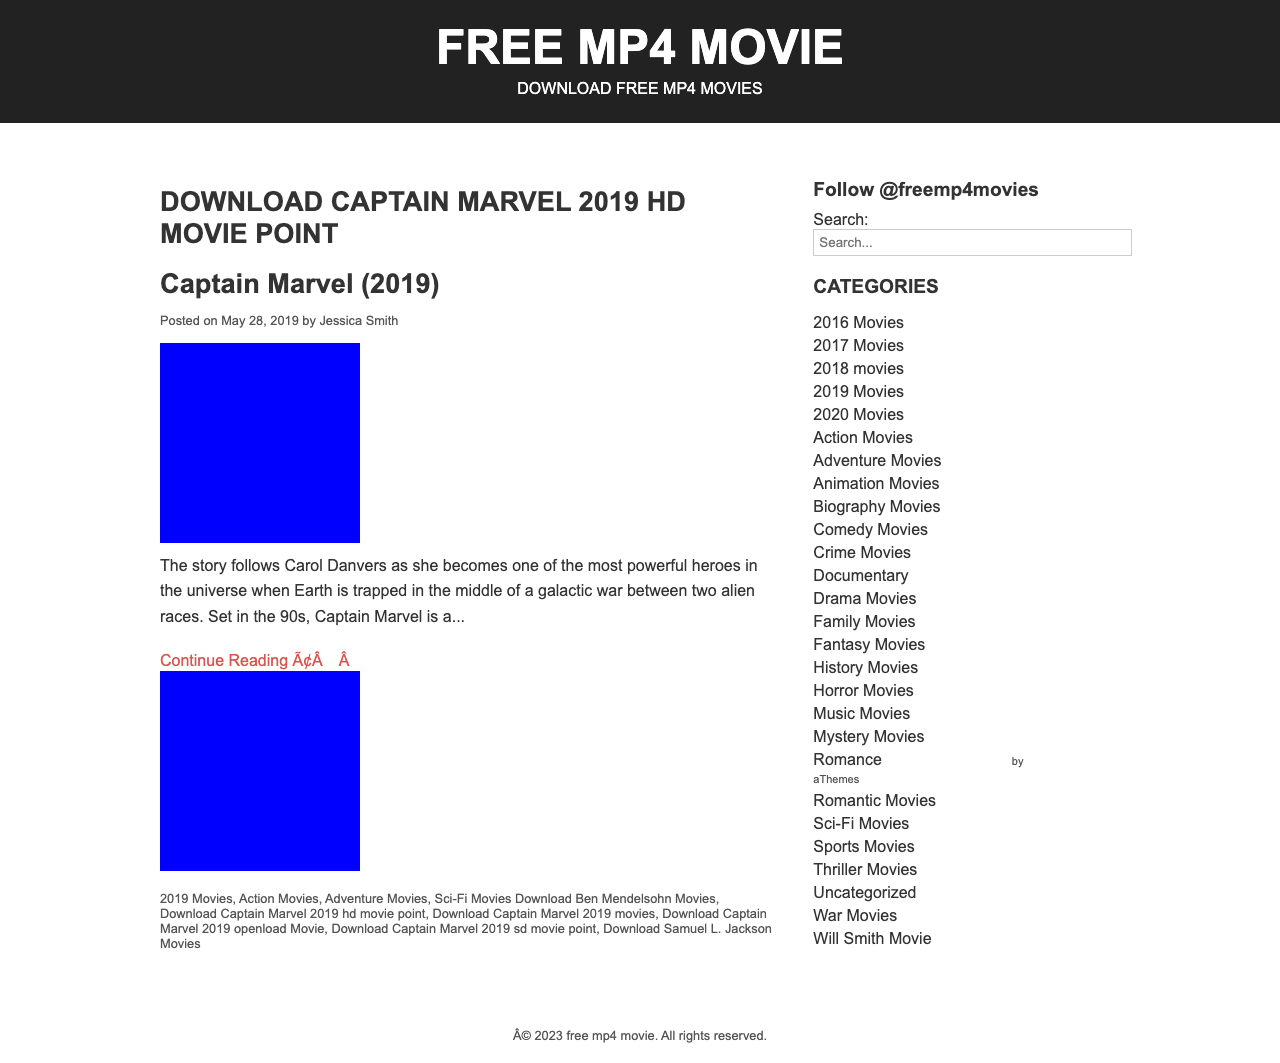 FREE MP4 MOVIE
DOWNLOAD FREE MP4 MOVIES
DOWNLOAD CAPTAIN MARVEL 2019 HD
MOVIE POINT
Captain Marvel (2019)
Posted on May 28, 2019 by Jessica Smith
The story follows Carol Danvers as she becomes one of the most powerful heroes in
the universe when Earth is trapped in the middle of a galactic war between two alien
races. Set in the 90s, Captain Marvel is a...
Continue Reading Ã¢Â Â
2019 Movies, Action Movies, Adventure Movies, Sci-Fi Movies Download Ben Mendelsohn Movies,
Download Captain Marvel 2019 hd movie point, Download Captain Marvel 2019 movies, Download Captain
Marvel 2019 openload Movie, Download Captain Marvel 2019 sd movie point, Download Samuel L. Jackson
Movies
Follow @freemp4movies
Search:
Search...
CATEGORIES
2016 Movies
2017 Movies
2018 movies
2019 Movies
2020 Movies
Action Movies
Adventure Movies
Animation Movies
Biography Movies
Comedy Movies
Crime Movies
Documentary
Drama Movies
Family Movies
Fantasy Movies
History Movies
Horror Movies
Music Movies
Mystery Movies
Romance by
aThemes
Romantic Movies
Sci-Fi Movies
Sports Movies
Thriller Movies
Uncategorized
War Movies
Will Smith Movie
Â© 2023 free mp4 movie. All rights reserved.